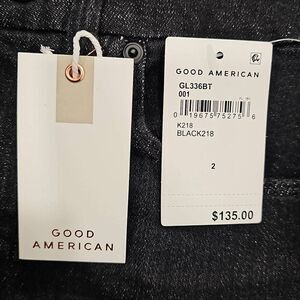 GOOD
AMERICAN
GOOD AMERICAN
GL336BT
001
0 19675 75275 6
K218
BLACK218
2
$135.00